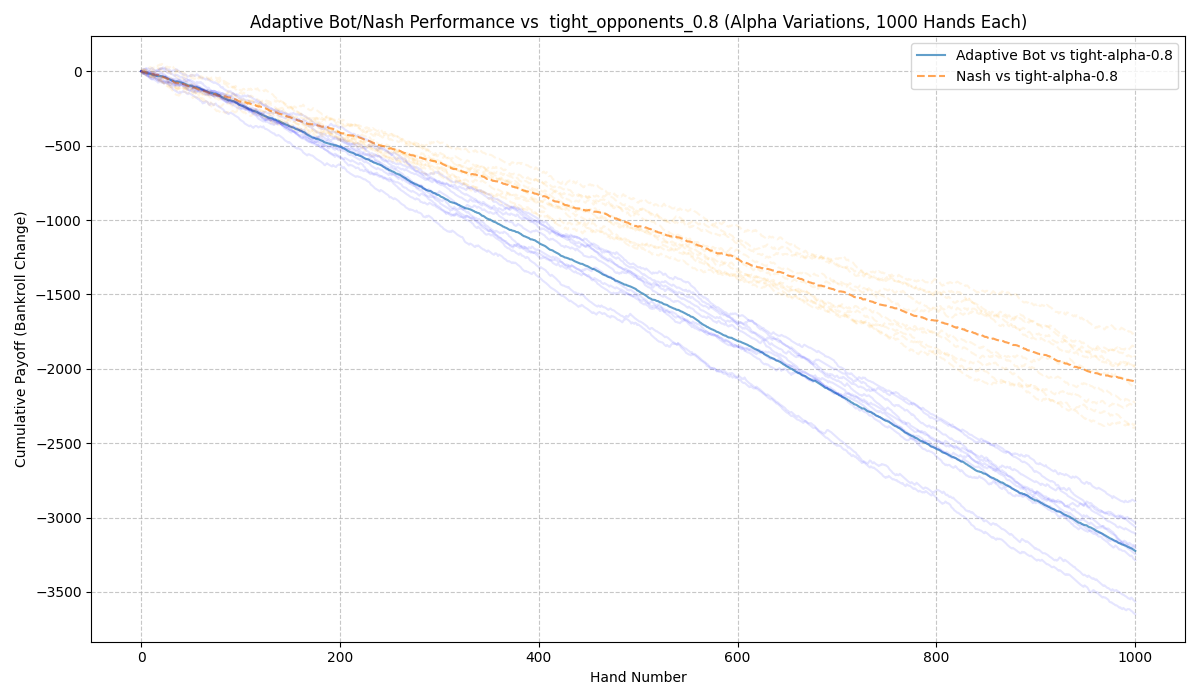 Adaptive Bot/Nash Performance vs  tight_opponents_0.8 (Alpha Variations, 1000 Hands Each)
Adaptive Bot vs tight-alpha-0.8
Nash vs tight-alpha-0.8
Cumulative Payoff (Bankroll Change)
0
−500
−1000
−1500
−2000
−2500
−3000
−3500
0 200 400 600 800 1000
Hand Number